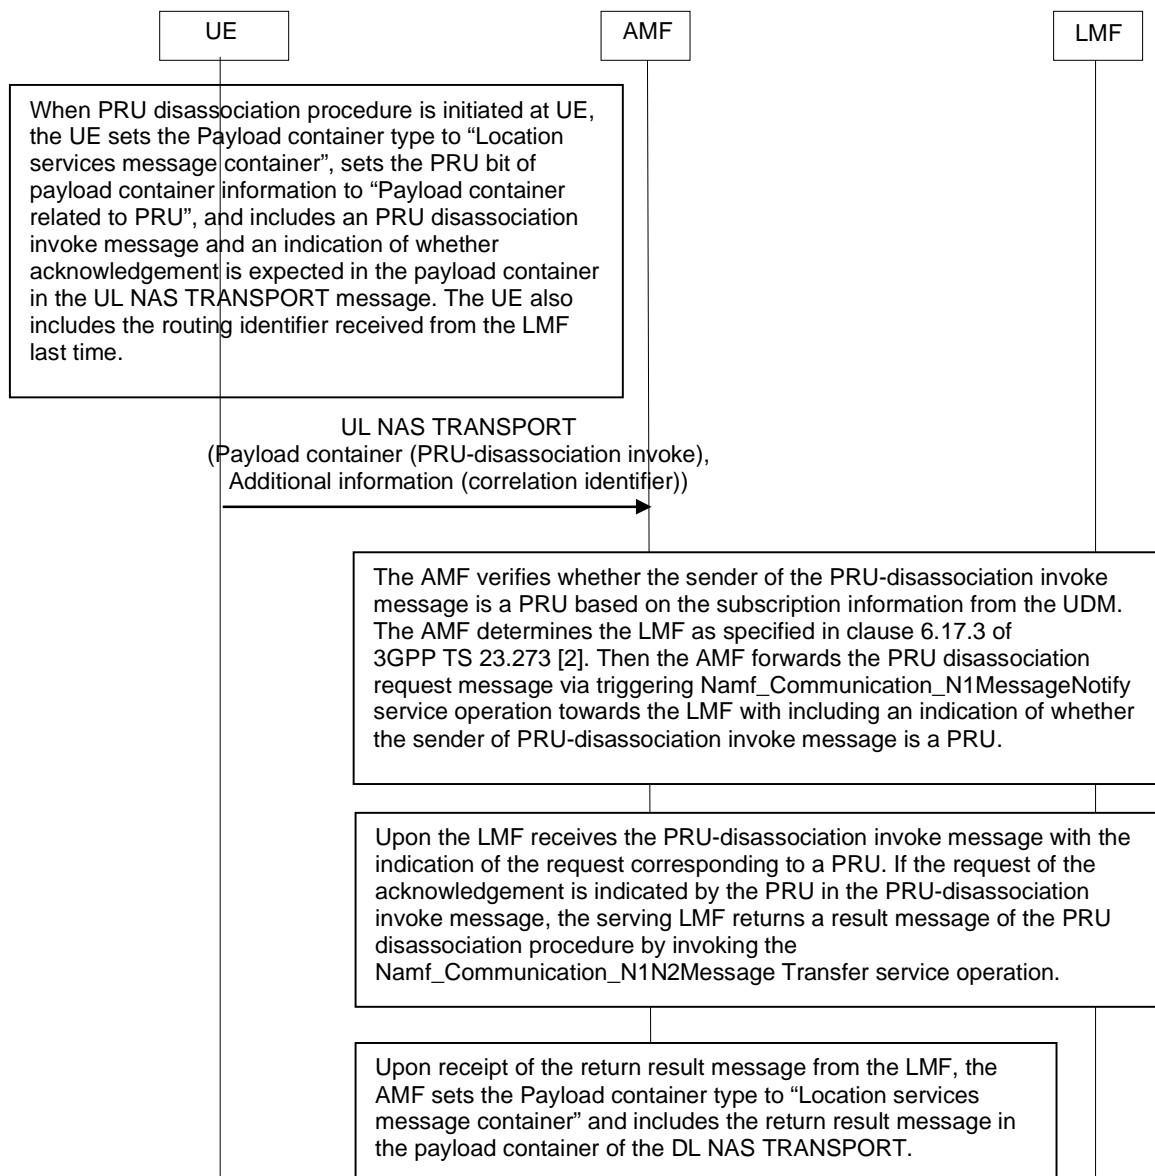 UE
AMF
LMF
When PRU disassociation procedure is initiated at UE,
the UE sets the Payload container type to “Location
services message container”, sets the PRU bit of
payload container information to “Payload container
related to PRU”, and includes an PRU disassociation
invoke message and an indication of whether
acknowledgement is expected in the payload container
in the UL NAS TRANSPORT message. The UE also
includes the routing identifier received from the LMF
last time.
UL NAS TRANSPORT
(Payload container (PRU-disassociation invoke),
Additional information (correlation identifier))
The AMF verifies whether the sender of the PRU-disassociation invoke
message is a PRU based on the subscription information from the UDM.
The AMF determines the LMF as specified in clause 6.17.3 of
3GPP TS 23.273 [2]. Then the AMF forwards the PRU disassociation
request message via triggering Namf_Communication_N1MessageNotify
service operation towards the LMF with including an indication of whether
the sender of PRU-disassociation invoke message is a PRU.
Upon the LMF receives the PRU-disassociation invoke message with the
indication of the request corresponding to a PRU. If the request of the
acknowledgement is indicated by the PRU in the PRU-disassociation
invoke message, the serving LMF returns a result message of the PRU
disassociation procedure by invoking the
Namf_Communication_N1N2Message Transfer service operation.
Upon receipt of the return result message from the LMF, the
AMF sets the Payload container type to “Location services
message container” and includes the return result message in
the payload container of the DL NAS TRANSPORT.